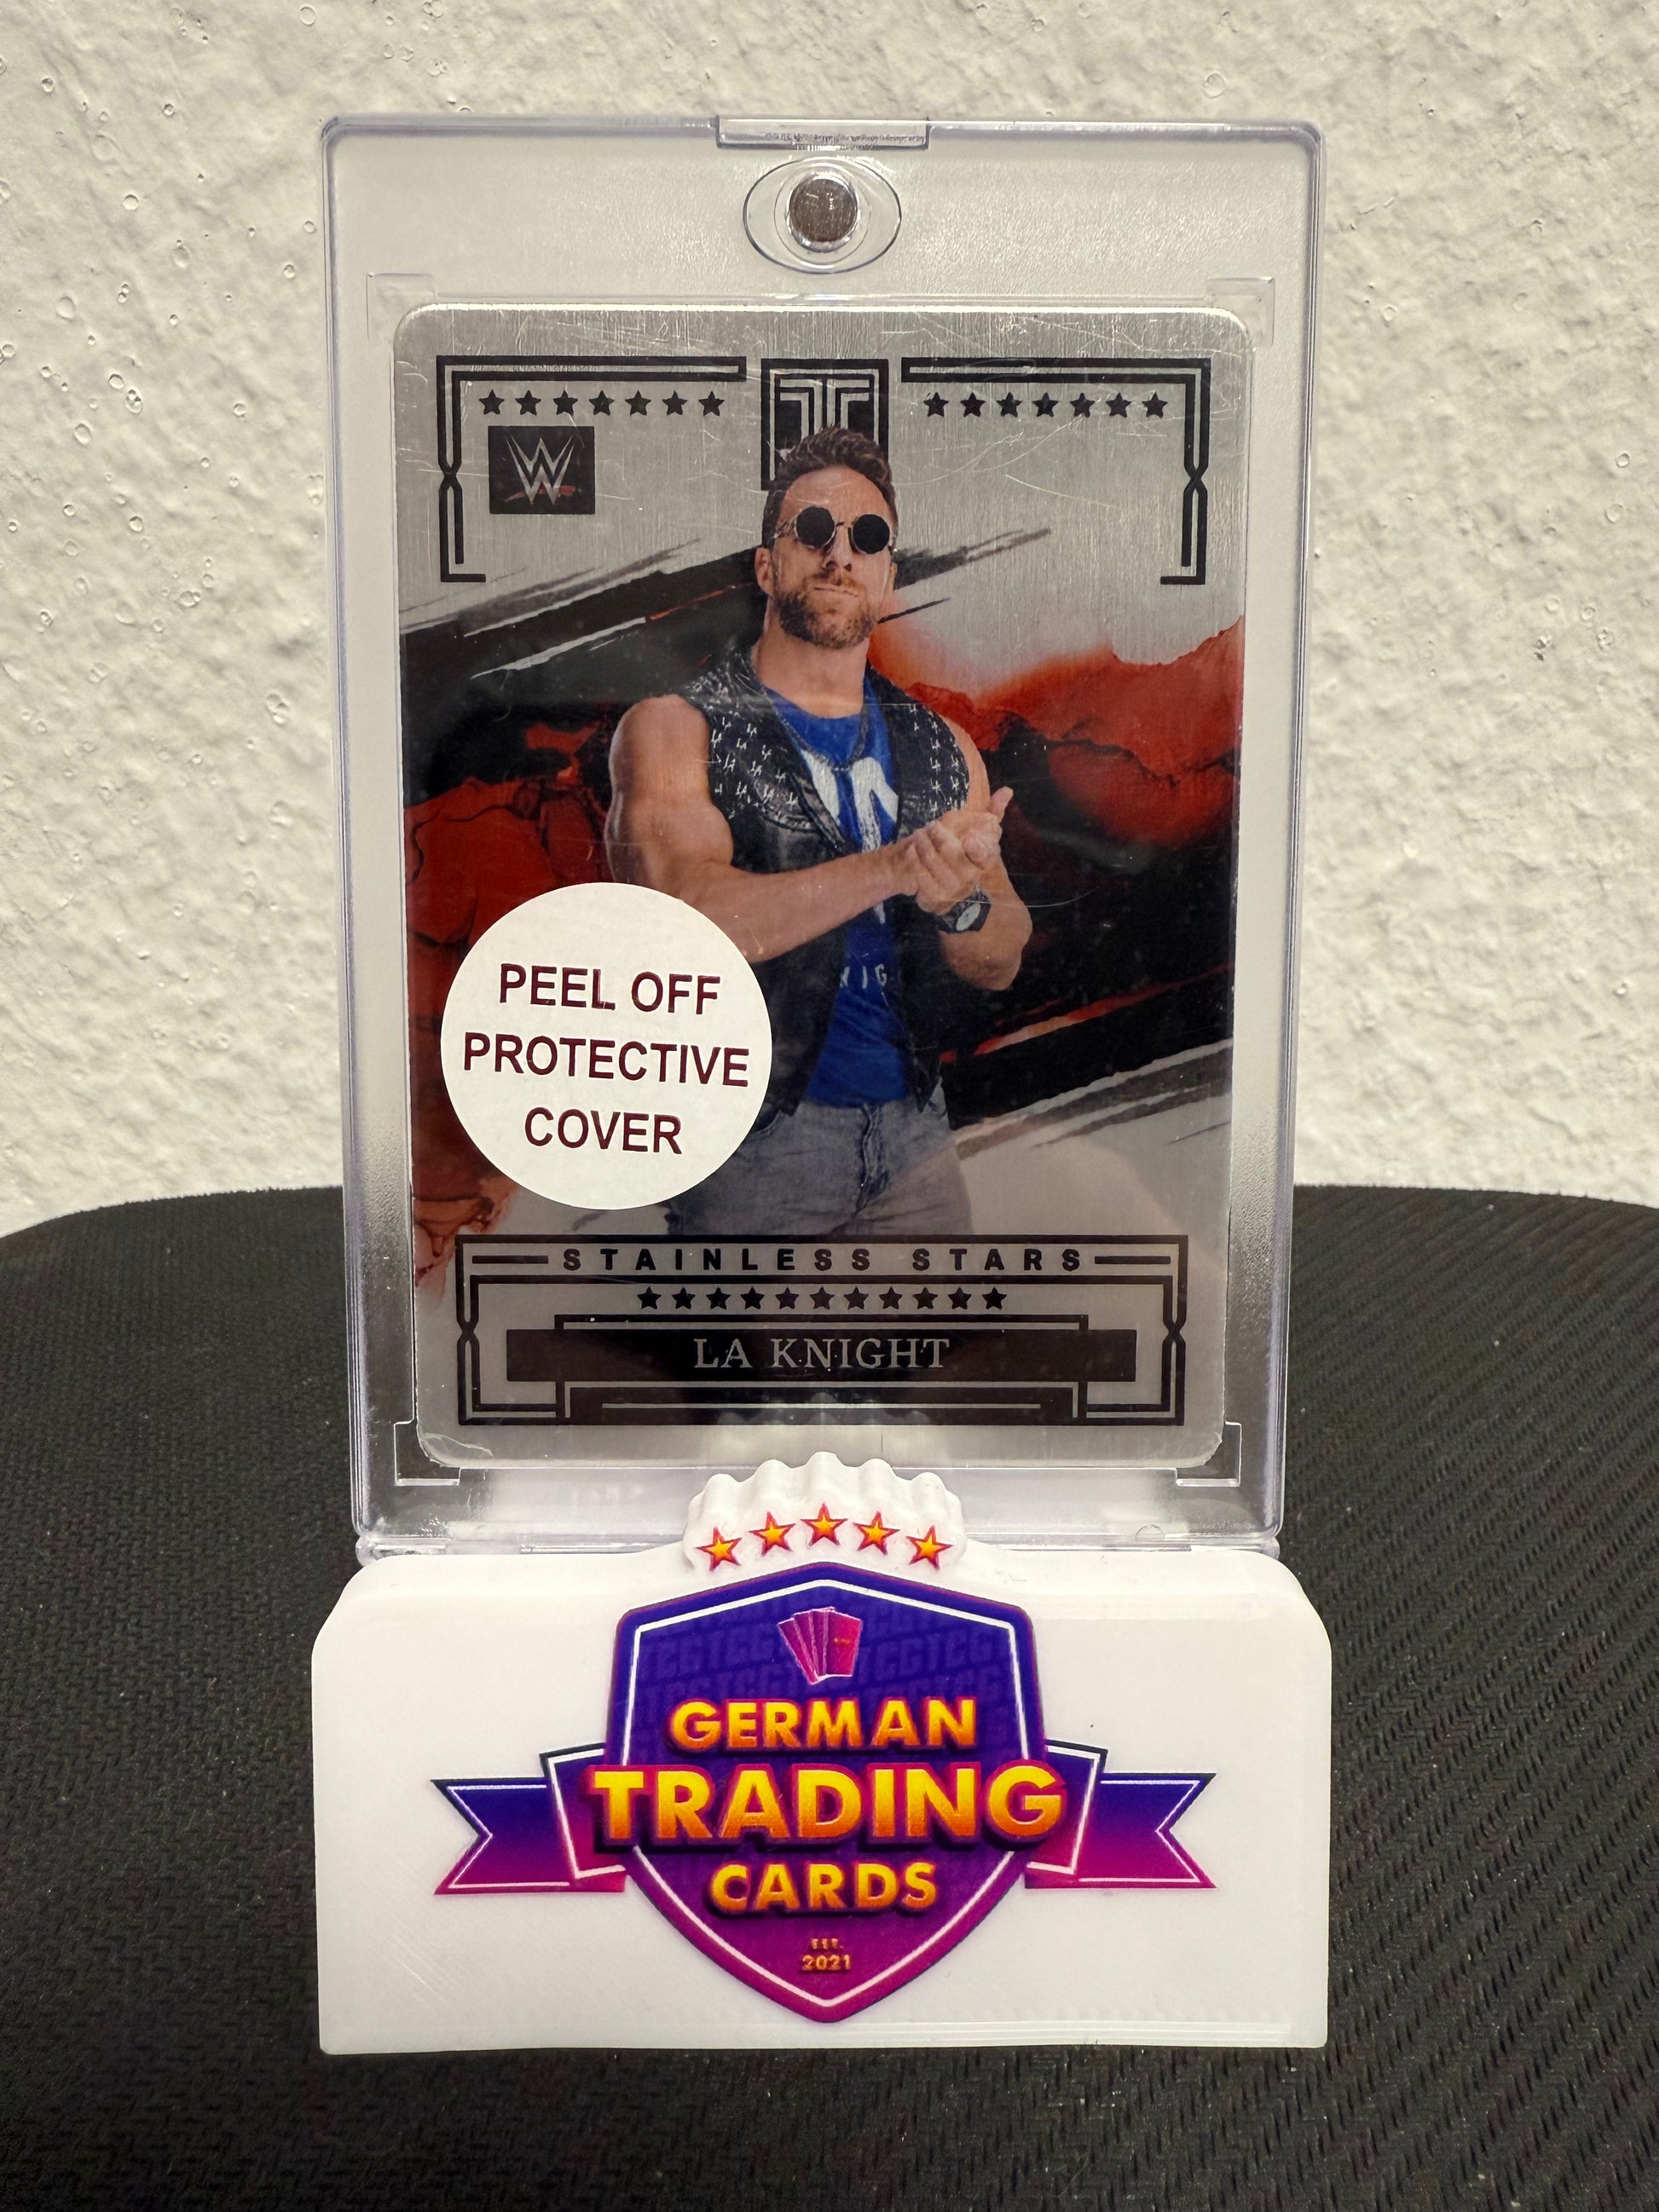 W
PEEL OFF
PROTECTIVE
COVER
STAINLESS STARS
LA KNIGHT
GERMAN
TRADING
CARDS
EST.
2021